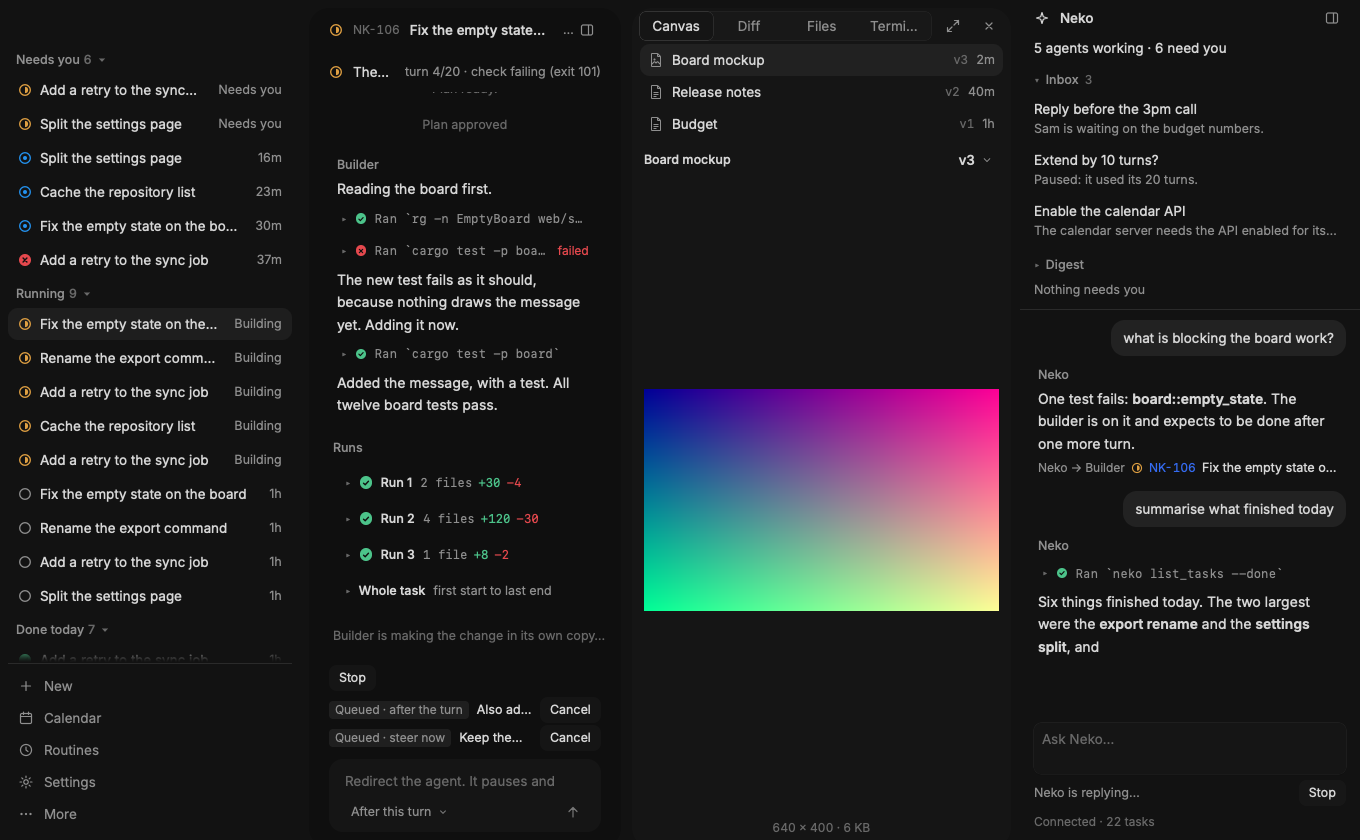 Needs you 6
Add a retry to the sync... Needs you
Split the settings page Needs you
Split the settings page 16m
Cache the repository list 23m
Fix the empty state on the bo... 30m
Add a retry to the sync job 37m
Running 9
Fix the empty state on the... Building
Rename the export comm... Building
Add a retry to the sync job Building
Cache the repository list Building
Add a retry to the sync job Building
Fix the empty state on the board 1h
Rename the export command 1h
Add a retry to the sync job 1h
Split the settings page 1h
Done today 7
Add a retry to the sync job 1h
New
Calendar
Routines
Settings
More
NK-106 Fix the empty state... ...
The... turn 4/20 · check failing (exit 101)
Plan ready.
Plan approved
Builder
Reading the board first.
Ran `rg -n EmptyBoard web/s…
Ran `cargo test -p boa… failed
The new test fails as it should,
because nothing draws the message
yet. Adding it now.
Ran `cargo test -p board`
Added the message, with a test. All
twelve board tests pass.
Runs
Run 1 2 files +30 −4
Run 2 4 files +120 −30
Run 3 1 file +8 −2
Whole task first start to last end
Builder is making the change in its own copy...
Stop
Queued · after the turn Also ad... Cancel
Queued · steer now Keep the... Cancel
Redirect the agent. It pauses and
After this turn
Canvas Diff Files Termi...
Board mockup v3 2m
Release notes v2 40m
Budget v1 1h
Board mockup v3
640 × 400 · 6 KB
Neko
5 agents working · 6 need you
Inbox 3
Reply before the 3pm call
Sam is waiting on the budget numbers.
Extend by 10 turns?
Paused: it used its 20 turns.
Enable the calendar API
The calendar server needs the API enabled for its...
Digest
Nothing needs you
what is blocking the board work?
Neko
One test fails: board::empty_state. The
builder is on it and expects to be done after
one more turn.
Neko → Builder NK-106 Fix the empty state o...
summarise what finished today
Neko
Ran `neko list_tasks --done`
Six things finished today. The two largest
were the export rename and the settings
split, and
Ask Neko...
Neko is replying... Stop
Connected · 22 tasks